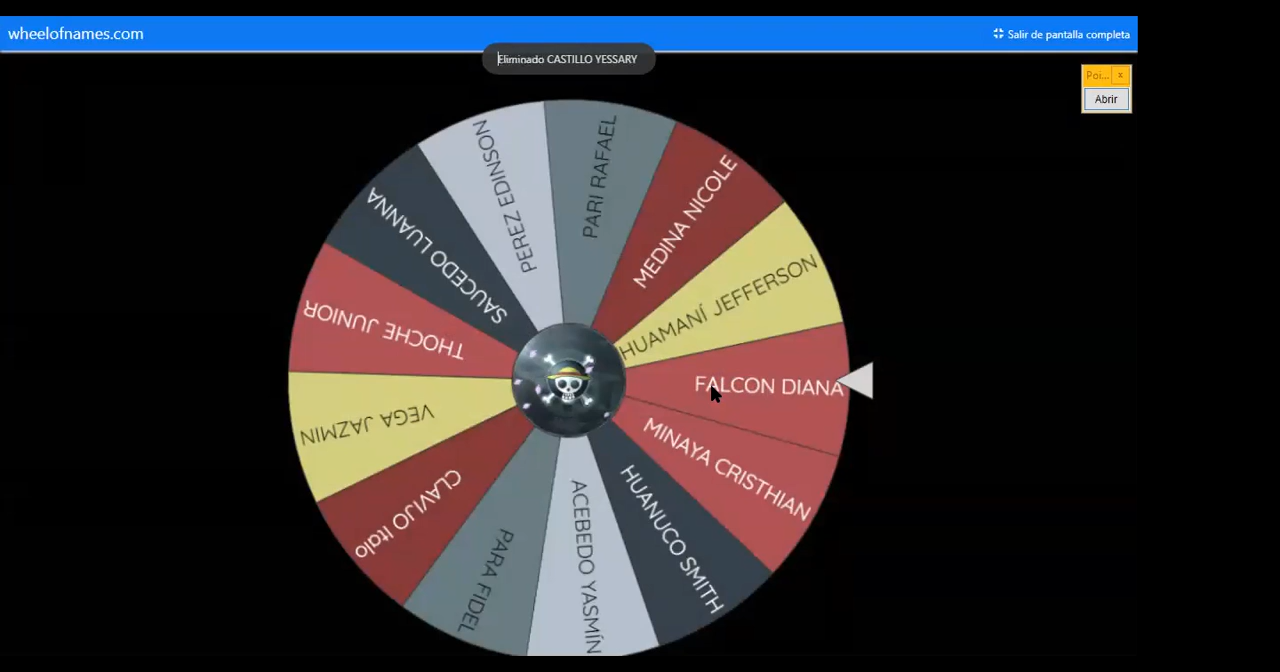 wheelofnames.com
Salir de pantalla completa
Eliminado CASTILLO YESSARY
Poi... x
Abrir
PARI RAFAEL
MEDINA NICOLE
HUAMANÍ JEFFERSON
FALCON DIANA
MINAYA CRISTHIAN
HUANUCO SMITH
ACEBEDO YASMÍN
PARA FIDEL
CLAVIJO Italo
VEGA JAZMIN
THOCHE JUNIOR
SAUCEDO LUANNA
PEREZ EDINSON